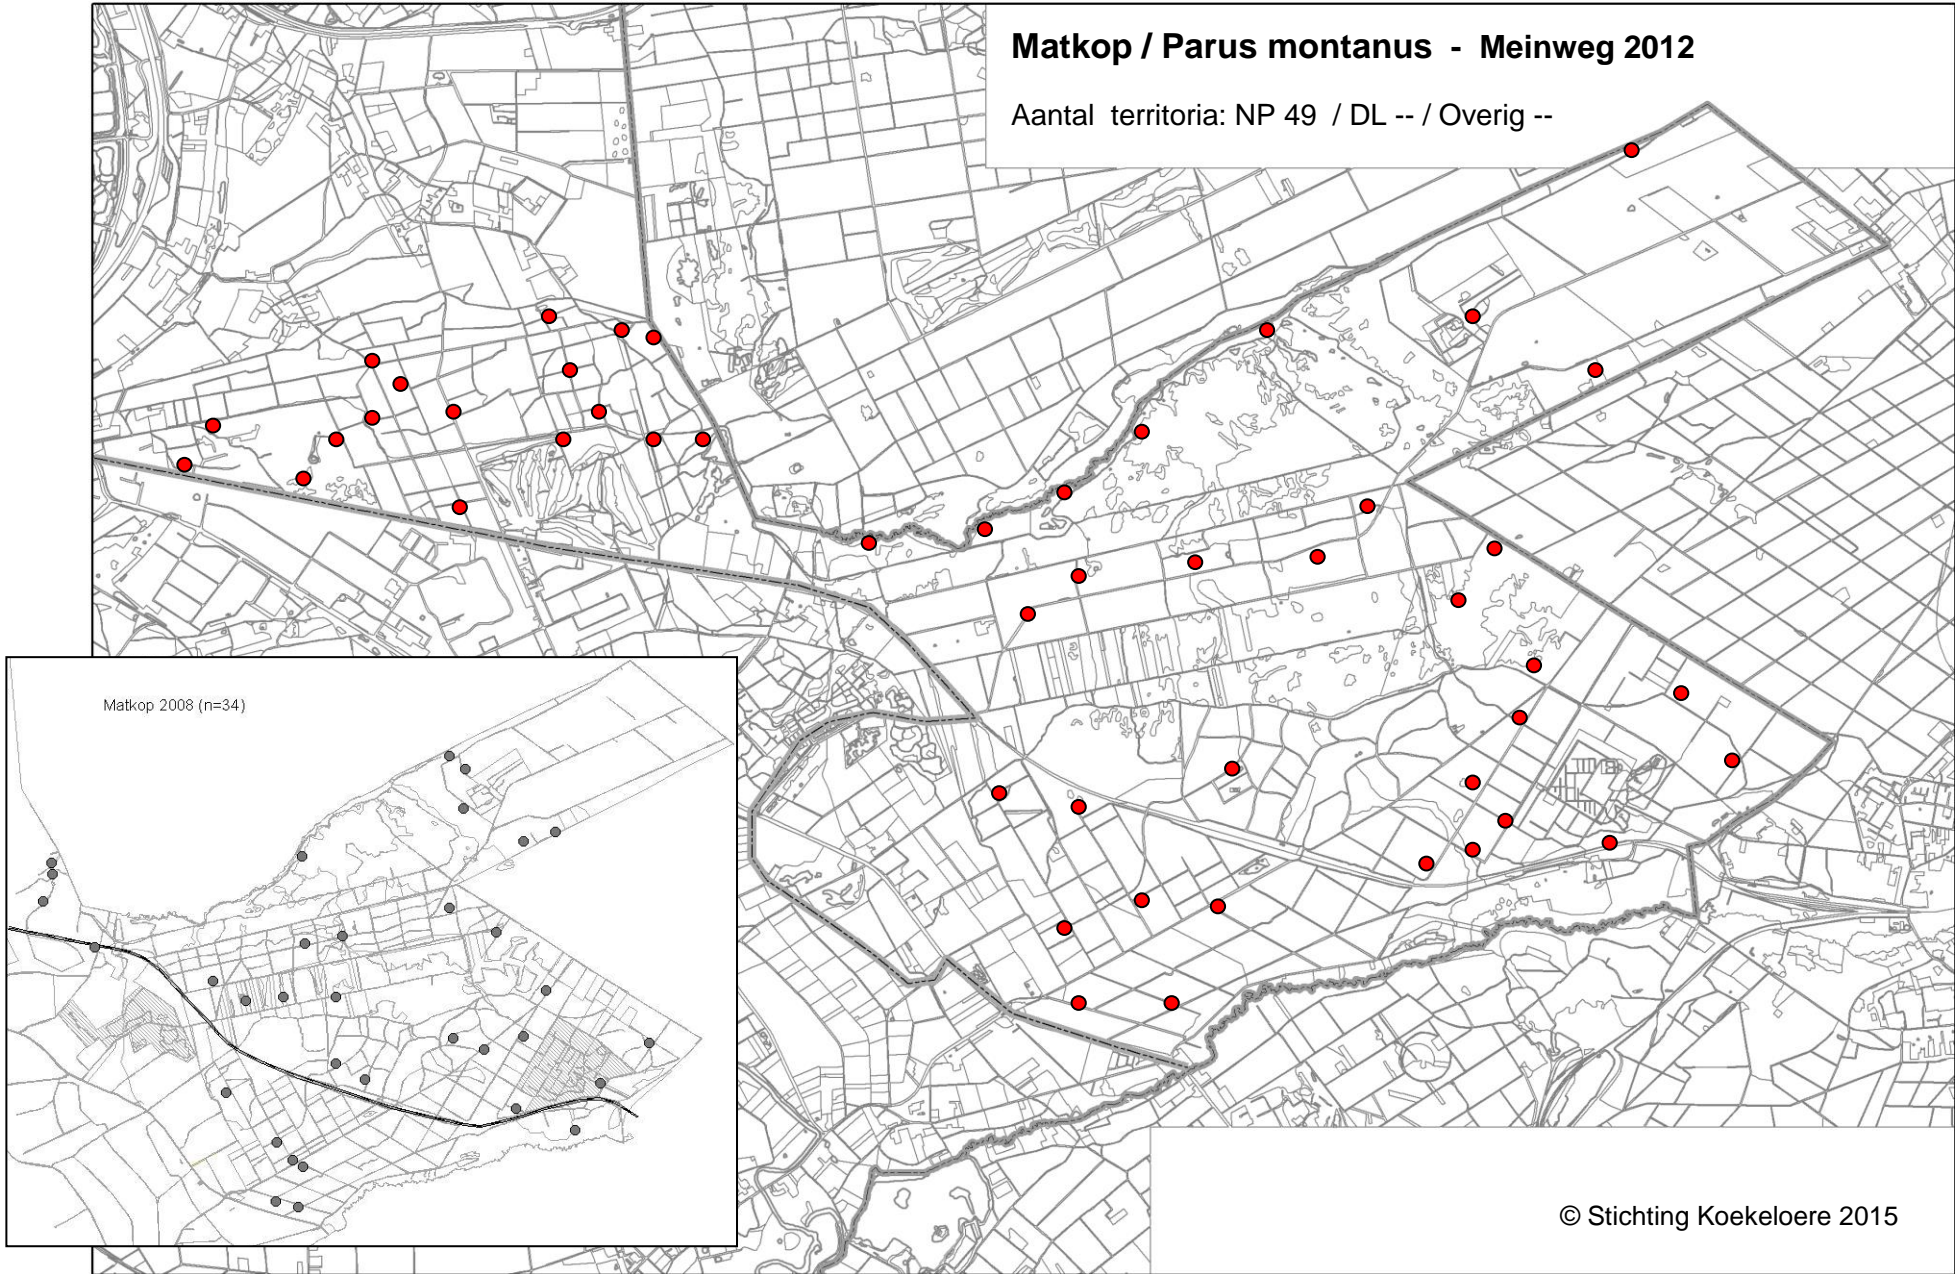 Matkop / Parus montanus - Meinweg 2012
Aantal territoria: NP 49 / DL -- / Overig --
Matkop 2008 (n=34)
© Stichting Koekeloere 2015